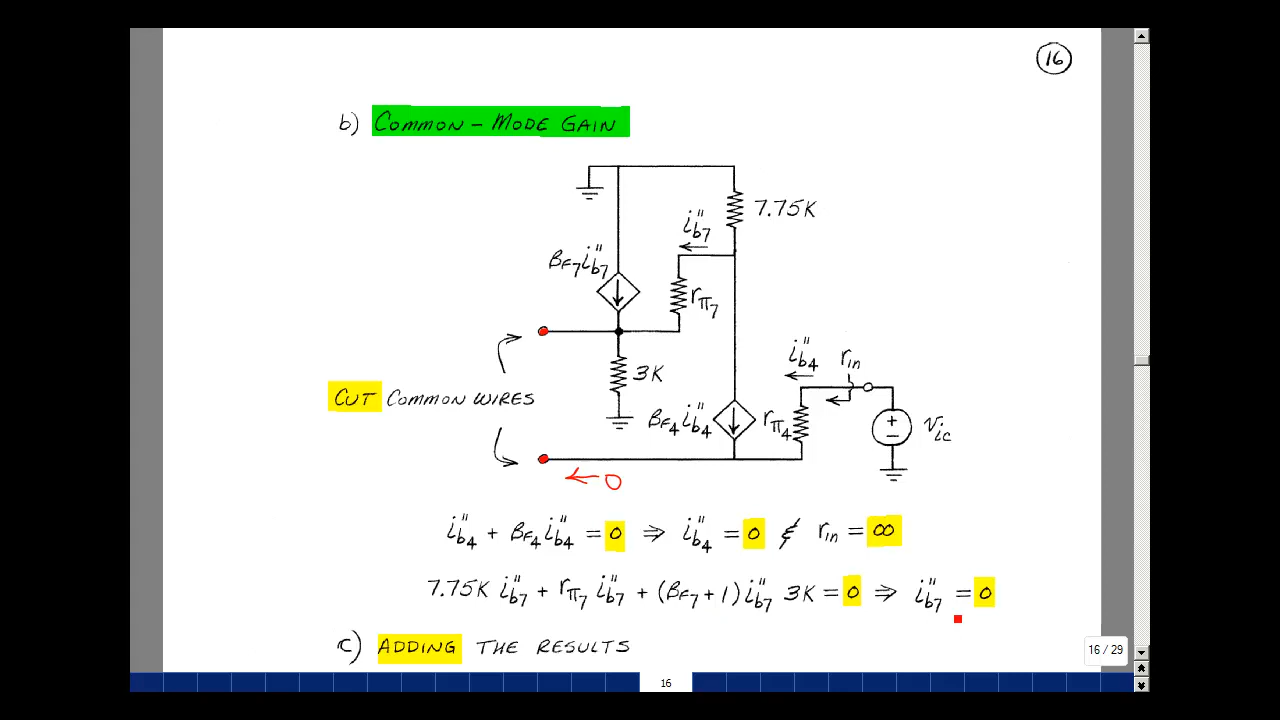 16
b) COMMON - MODE GAIN
7.75K
i"b7
βF7 i"b7
rπ7
i"b4
rin
3K
CUT COMMON WIRES
βF4 i"b4
rπ4
+
−
vic
← 0
i"b4 + βF4 i"b4 = 0 ⇒ i"b4 = 0 & rin = ∞
7.75K i"b7 + rπ7 i"b7 + (βF7 + 1) i"b7 3K = 0 ⇒ i"b7 = 0
c) ADDING THE RESULTS
16 / 29
16